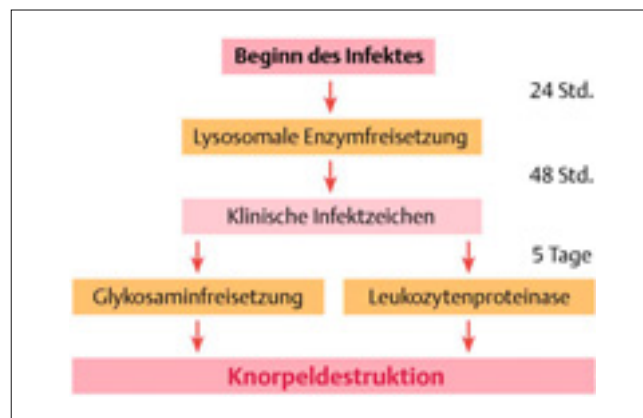 Beginn des Infektes
24 Std.
Lysosomale Enzymfreisetzung
48 Std.
Klinische Infektzeichen
5 Tage
Glykosaminfreisetzung
Leukozytenproteinase
Knorpeldestruktion